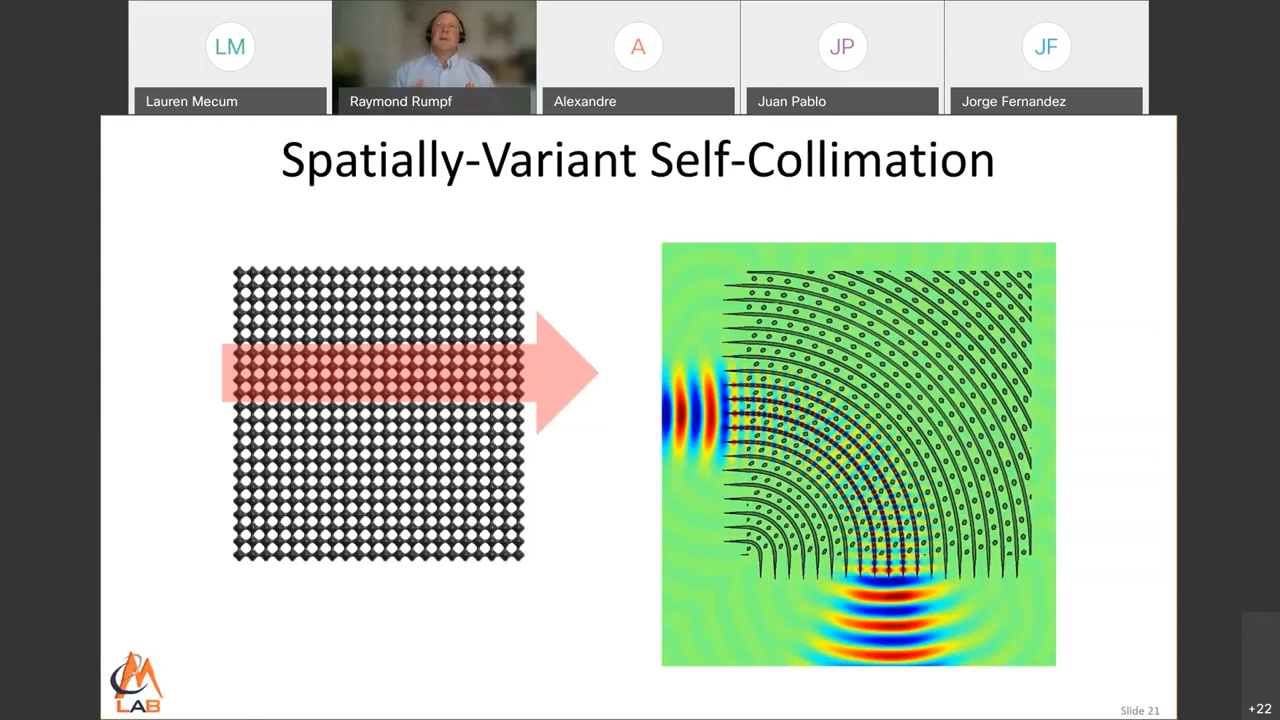 LM
Lauren Mecum
Raymond Rumpf
A
Alexandre
JP
Juan Pablo
JF
Jorge Fernandez
Spatially-Variant Self-Collimation
EM
LAB
Slide 21
+22